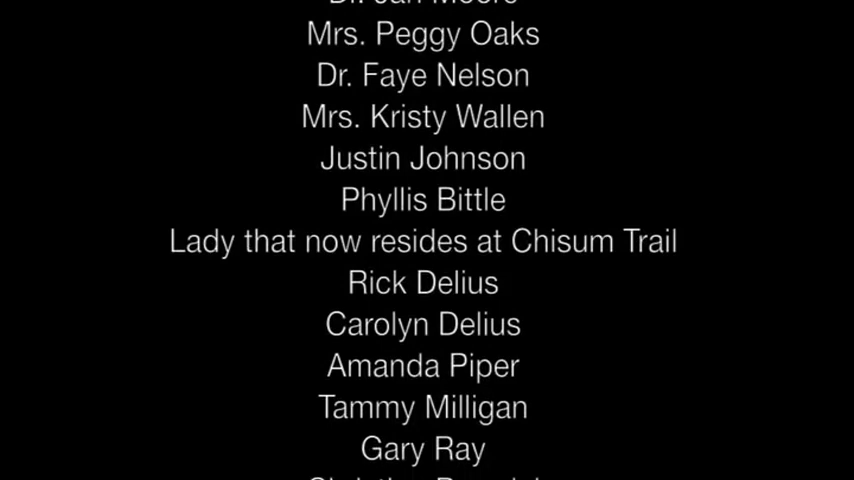 Mrs. Peggy Oaks
Dr. Faye Nelson
Mrs. Kristy Wallen
Justin Johnson
Phyllis Bittle
Lady that now resides at Chisum Trail
Rick Delius
Carolyn Delius
Amanda Piper
Tammy Milligan
Gary Ray